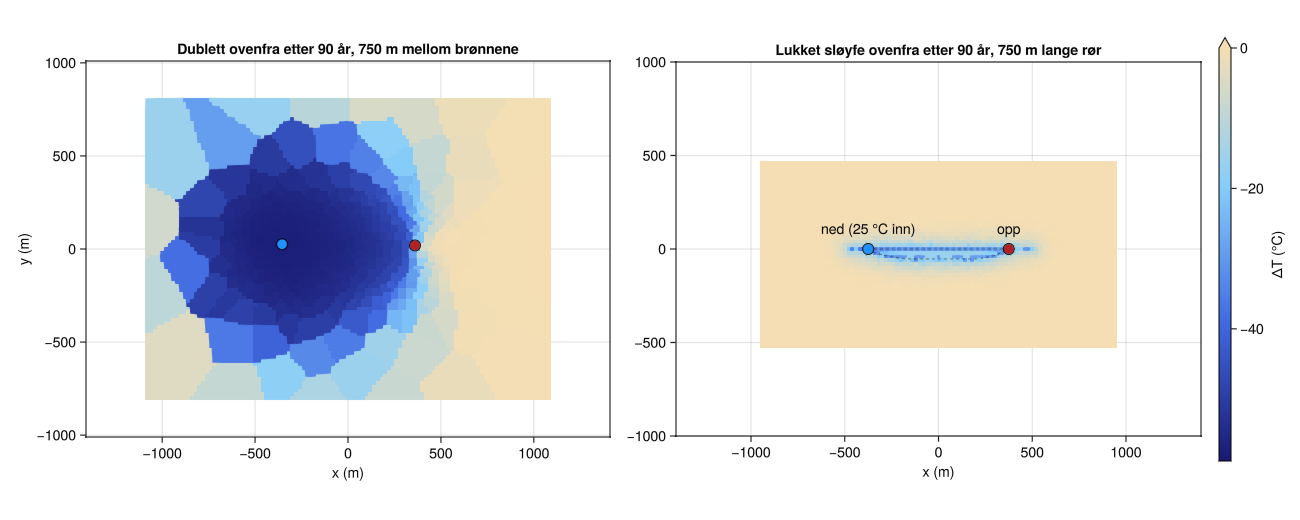 Dublett ovenfra etter 90 år, 750 m mellom brønnene
1000
500
0
−500
−1000
y (m)
−1000
−500
0
500
1000
x (m)
Lukket sløyfe ovenfra etter 90 år, 750 m lange rør
1000
500
0
−500
−1000
ned (25 °C inn)
opp
−1000
−500
0
500
1000
x (m)
0
−20
−40
ΔT (°C)